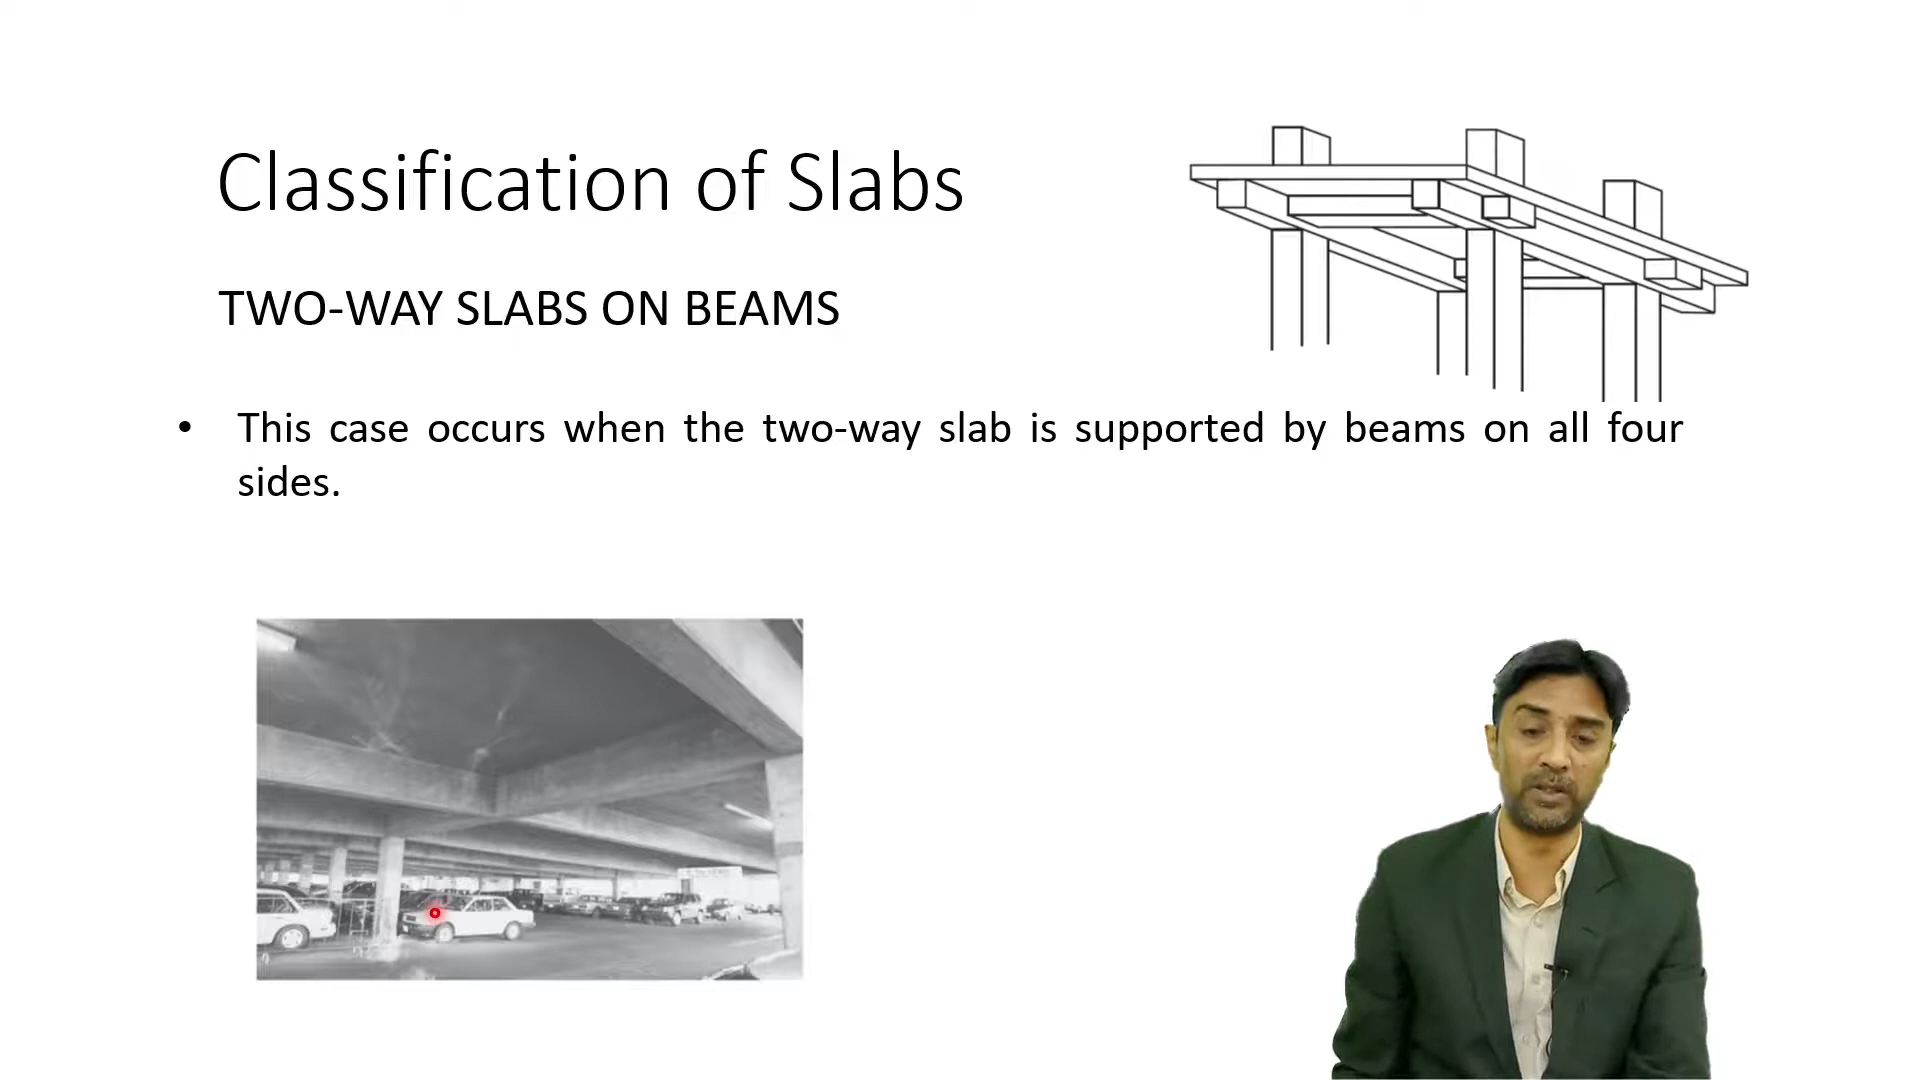 Classification of Slabs
TWO-WAY SLABS ON BEAMS
• This case occurs when the two-way slab is supported by beams on all four
sides.